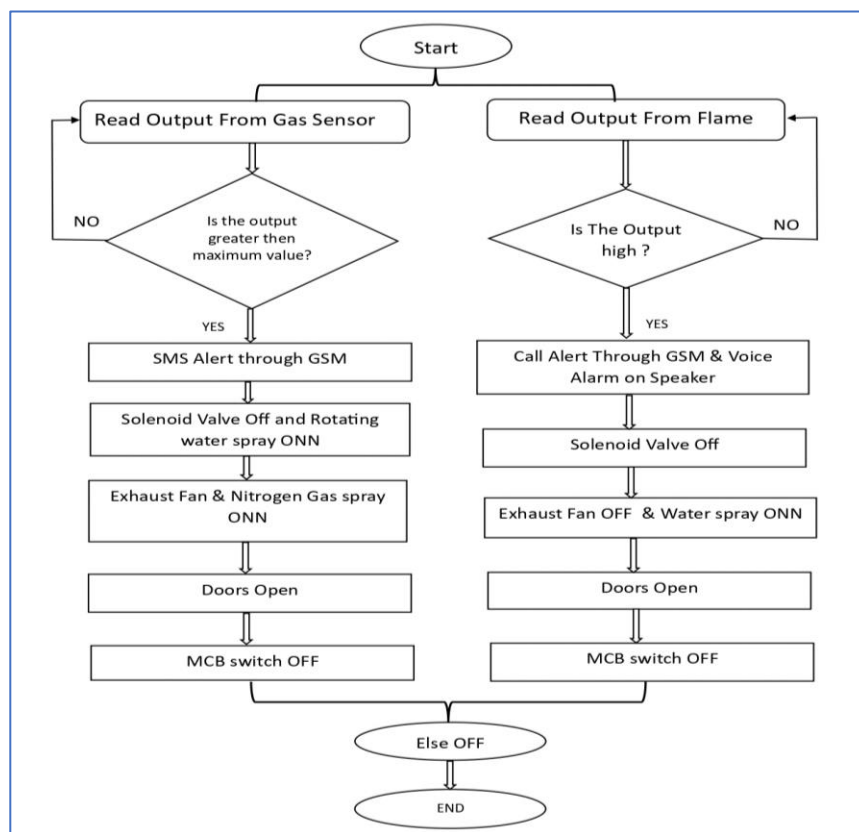 Start
Read Output From Gas Sensor
NO
Is the output
greater then
maximum value?
YES
SMS Alert through GSM
Solenoid Valve Off and Rotating
water spray ONN
Exhaust Fan & Nitrogen Gas spray
ONN
Doors Open
MCB switch OFF
Read Output From Flame
Is The Output
high ?
NO
YES
Call Alert Through GSM & Voice
Alarm on Speaker
Solenoid Valve Off
Exhaust Fan OFF & Water spray ONN
Doors Open
MCB switch OFF
Else OFF
END